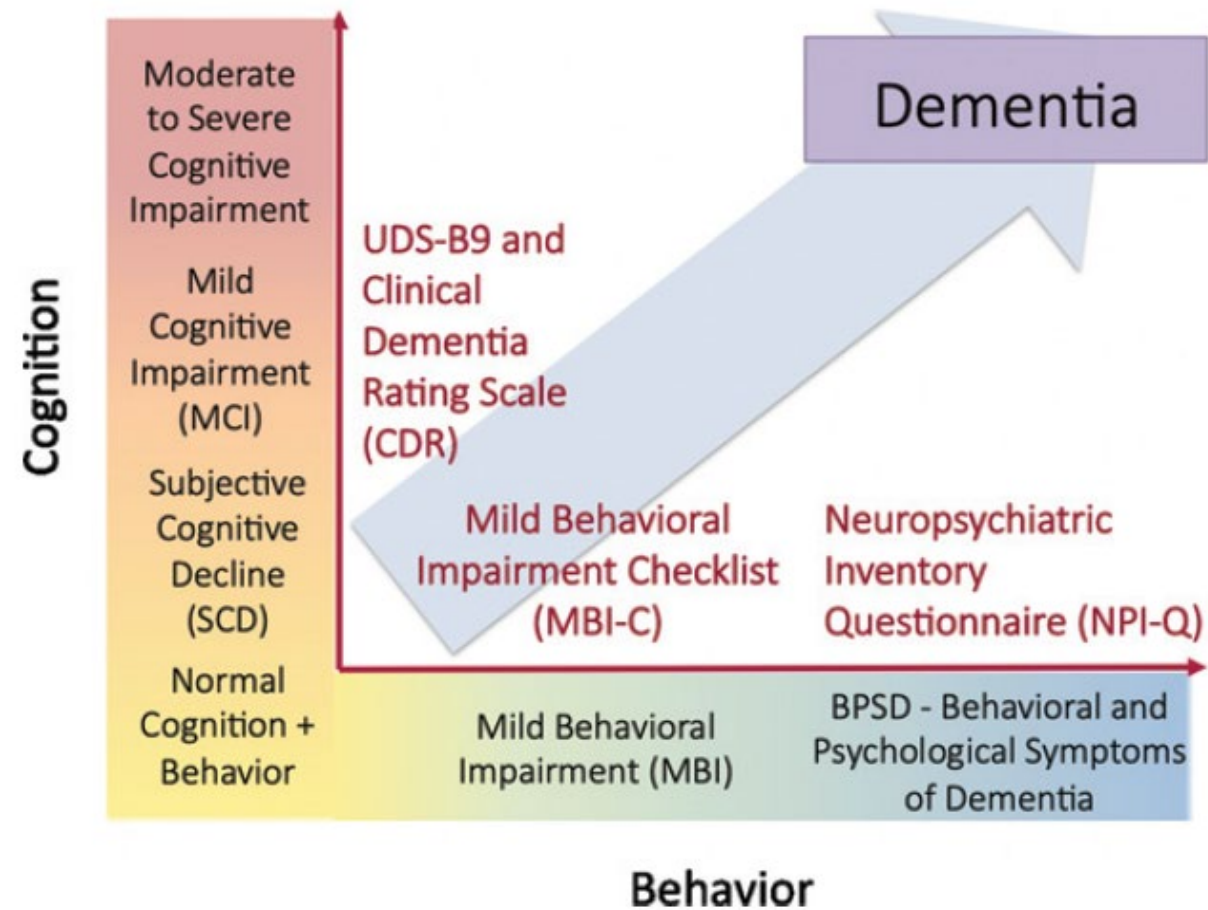 Cognition
Moderate
to Severe
Cognitive
Impairment
Mild
Cognitive
Impairment
(MCI)
Subjective
Cognitive
Decline
(SCD)
Normal
Cognition +
Behavior
Dementia
UDS-B9 and
Clinical
Dementia
Rating Scale
(CDR)
Mild Behavioral
Impairment Checklist
(MBI-C)
Neuropsychiatric
Inventory
Questionnaire (NPI-Q)
Mild Behavioral
Impairment (MBI)
BPSD - Behavioral and
Psychological Symptoms
of Dementia
Behavior